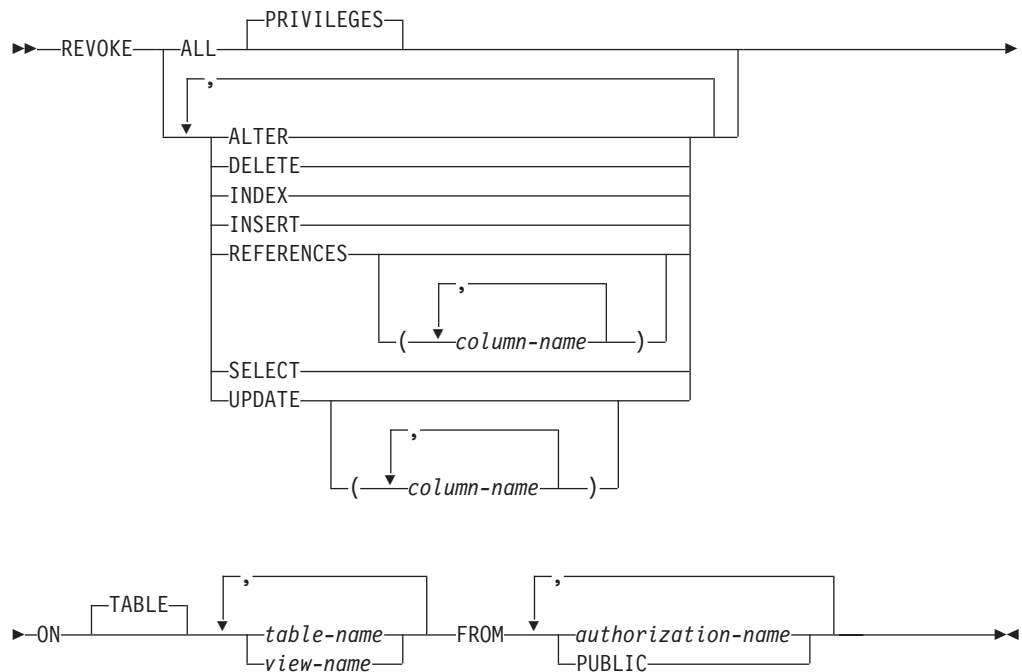 PRIVILEGES
REVOKE ALL
,
ALTER
DELETE
INDEX
INSERT
REFERENCES
,
( column-name )
SELECT
UPDATE
,
( column-name )
, ,
TABLE
ON table-name FROM authorization-name
view-name PUBLIC